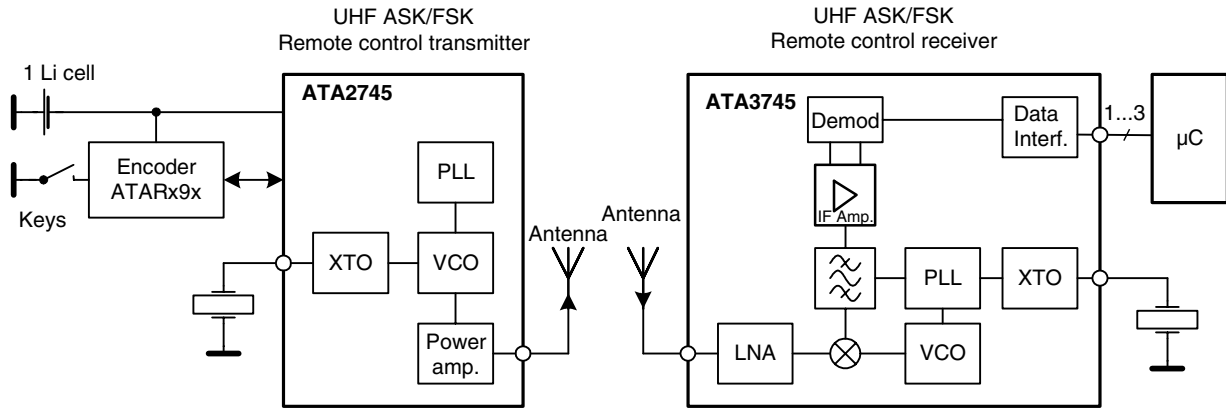 UHF ASK/FSK
Remote control transmitter
UHF ASK/FSK
Remote control receiver
1 Li cell
ATA2745
Encoder
ATARx9x
Keys
PLL
XTO
VCO
Power
amp.
Antenna
Antenna
ATA3745
Demod
Data
Interf.
1...3
µC
IF Amp.
PLL
XTO
LNA
VCO